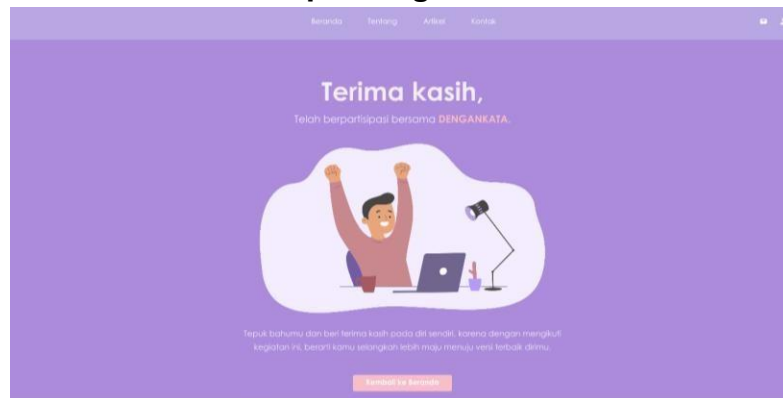 Beranda Tentang Artikel Kontak
Terima kasih,
Telah berpartisipasi bersama DENGANKATA.
Tepuk bahumu dan beri terima kasih pada diri sendiri, karena dengan mengikuti
kegiatan ini, berarti kamu selangkan lebih maju menuju versi terbaik dirimu.
Kembali ke Beranda